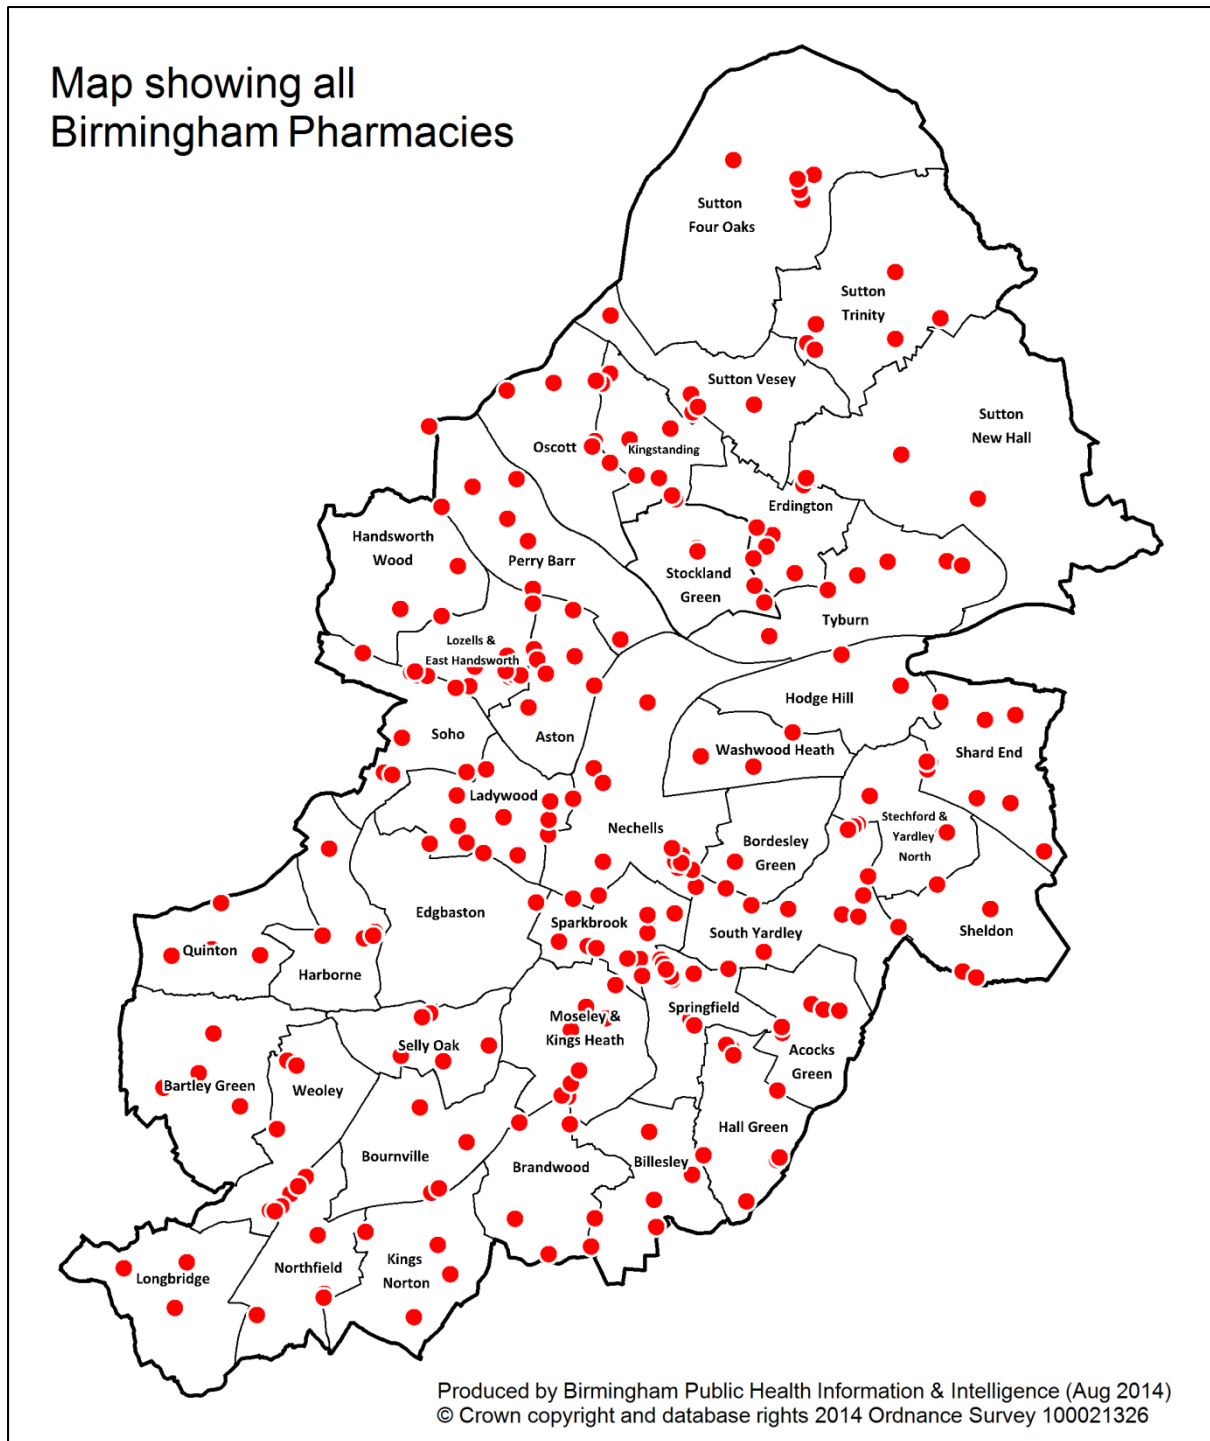 Map showing all
Birmingham Pharmacies
Sutton
Four Oaks
Sutton
Trinity
Sutton Vesey
Sutton
New Hall
Oscott
Kingstanding
Erdington
Handsworth
Wood
Perry Barr
Stockland
Green
Tyburn
Lozells &
East Handsworth
Hodge Hill
Soho
Aston
Washwood Heath
Shard End
Ladywood
Nechells
Bordesley
Green
Stechford &
Yardley
North
Edgbaston
Sparkbrook
South Yardley
Sheldon
Quinton
Harborne
Springfield
Moseley &
Kings Heath
Selly Oak
Acocks
Green
Bartley Green
Weoley
Hall Green
Bournville
Brandwood
Billesley
Longbridge
Northfield
Kings
Norton
Produced by Birmingham Public Health Information & Intelligence (Aug 2014)
© Crown copyright and database rights 2014 Ordnance Survey 100021326